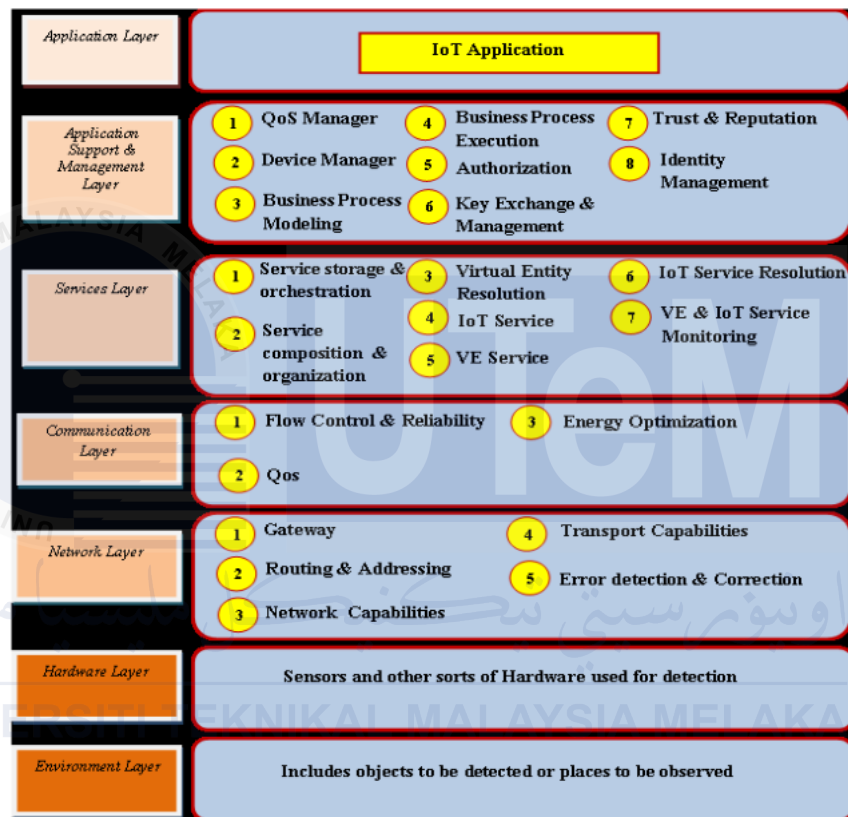 Application Layer
IoT Application
Application
Support &
Management
Layer
1 QoS Manager
2 Device Manager
3 Business Process
Modeling
4 Business Process
Execution
5 Authorization
6 Key Exchange &
Management
7 Trust & Reputation
8 Identity
Management
Services Layer
1 Service storage &
orchestration
2 Service
composition &
organization
3 Virtual Entity
Resolution
4 IoT Service
5 VE Service
6 IoT Service Resolution
7 VE & IoT Service
Monitoring
Communication
Layer
1 Flow Control & Reliability
2 Qos
3 Energy Optimization
Network Layer
1 Gateway
2 Routing & Addressing
3 Network Capabilities
4 Transport Capabilities
5 Error detection & Correction
Hardware Layer
Sensors and other sorts of Hardware used for detection
Environment Layer
Includes objects to be detected or places to be observed
MALAYSIA MELAKA
UTeM
اونيۏرسيتي تيكنيكل مليسيا
TEKNIKAL MALAYSIA MELAKA